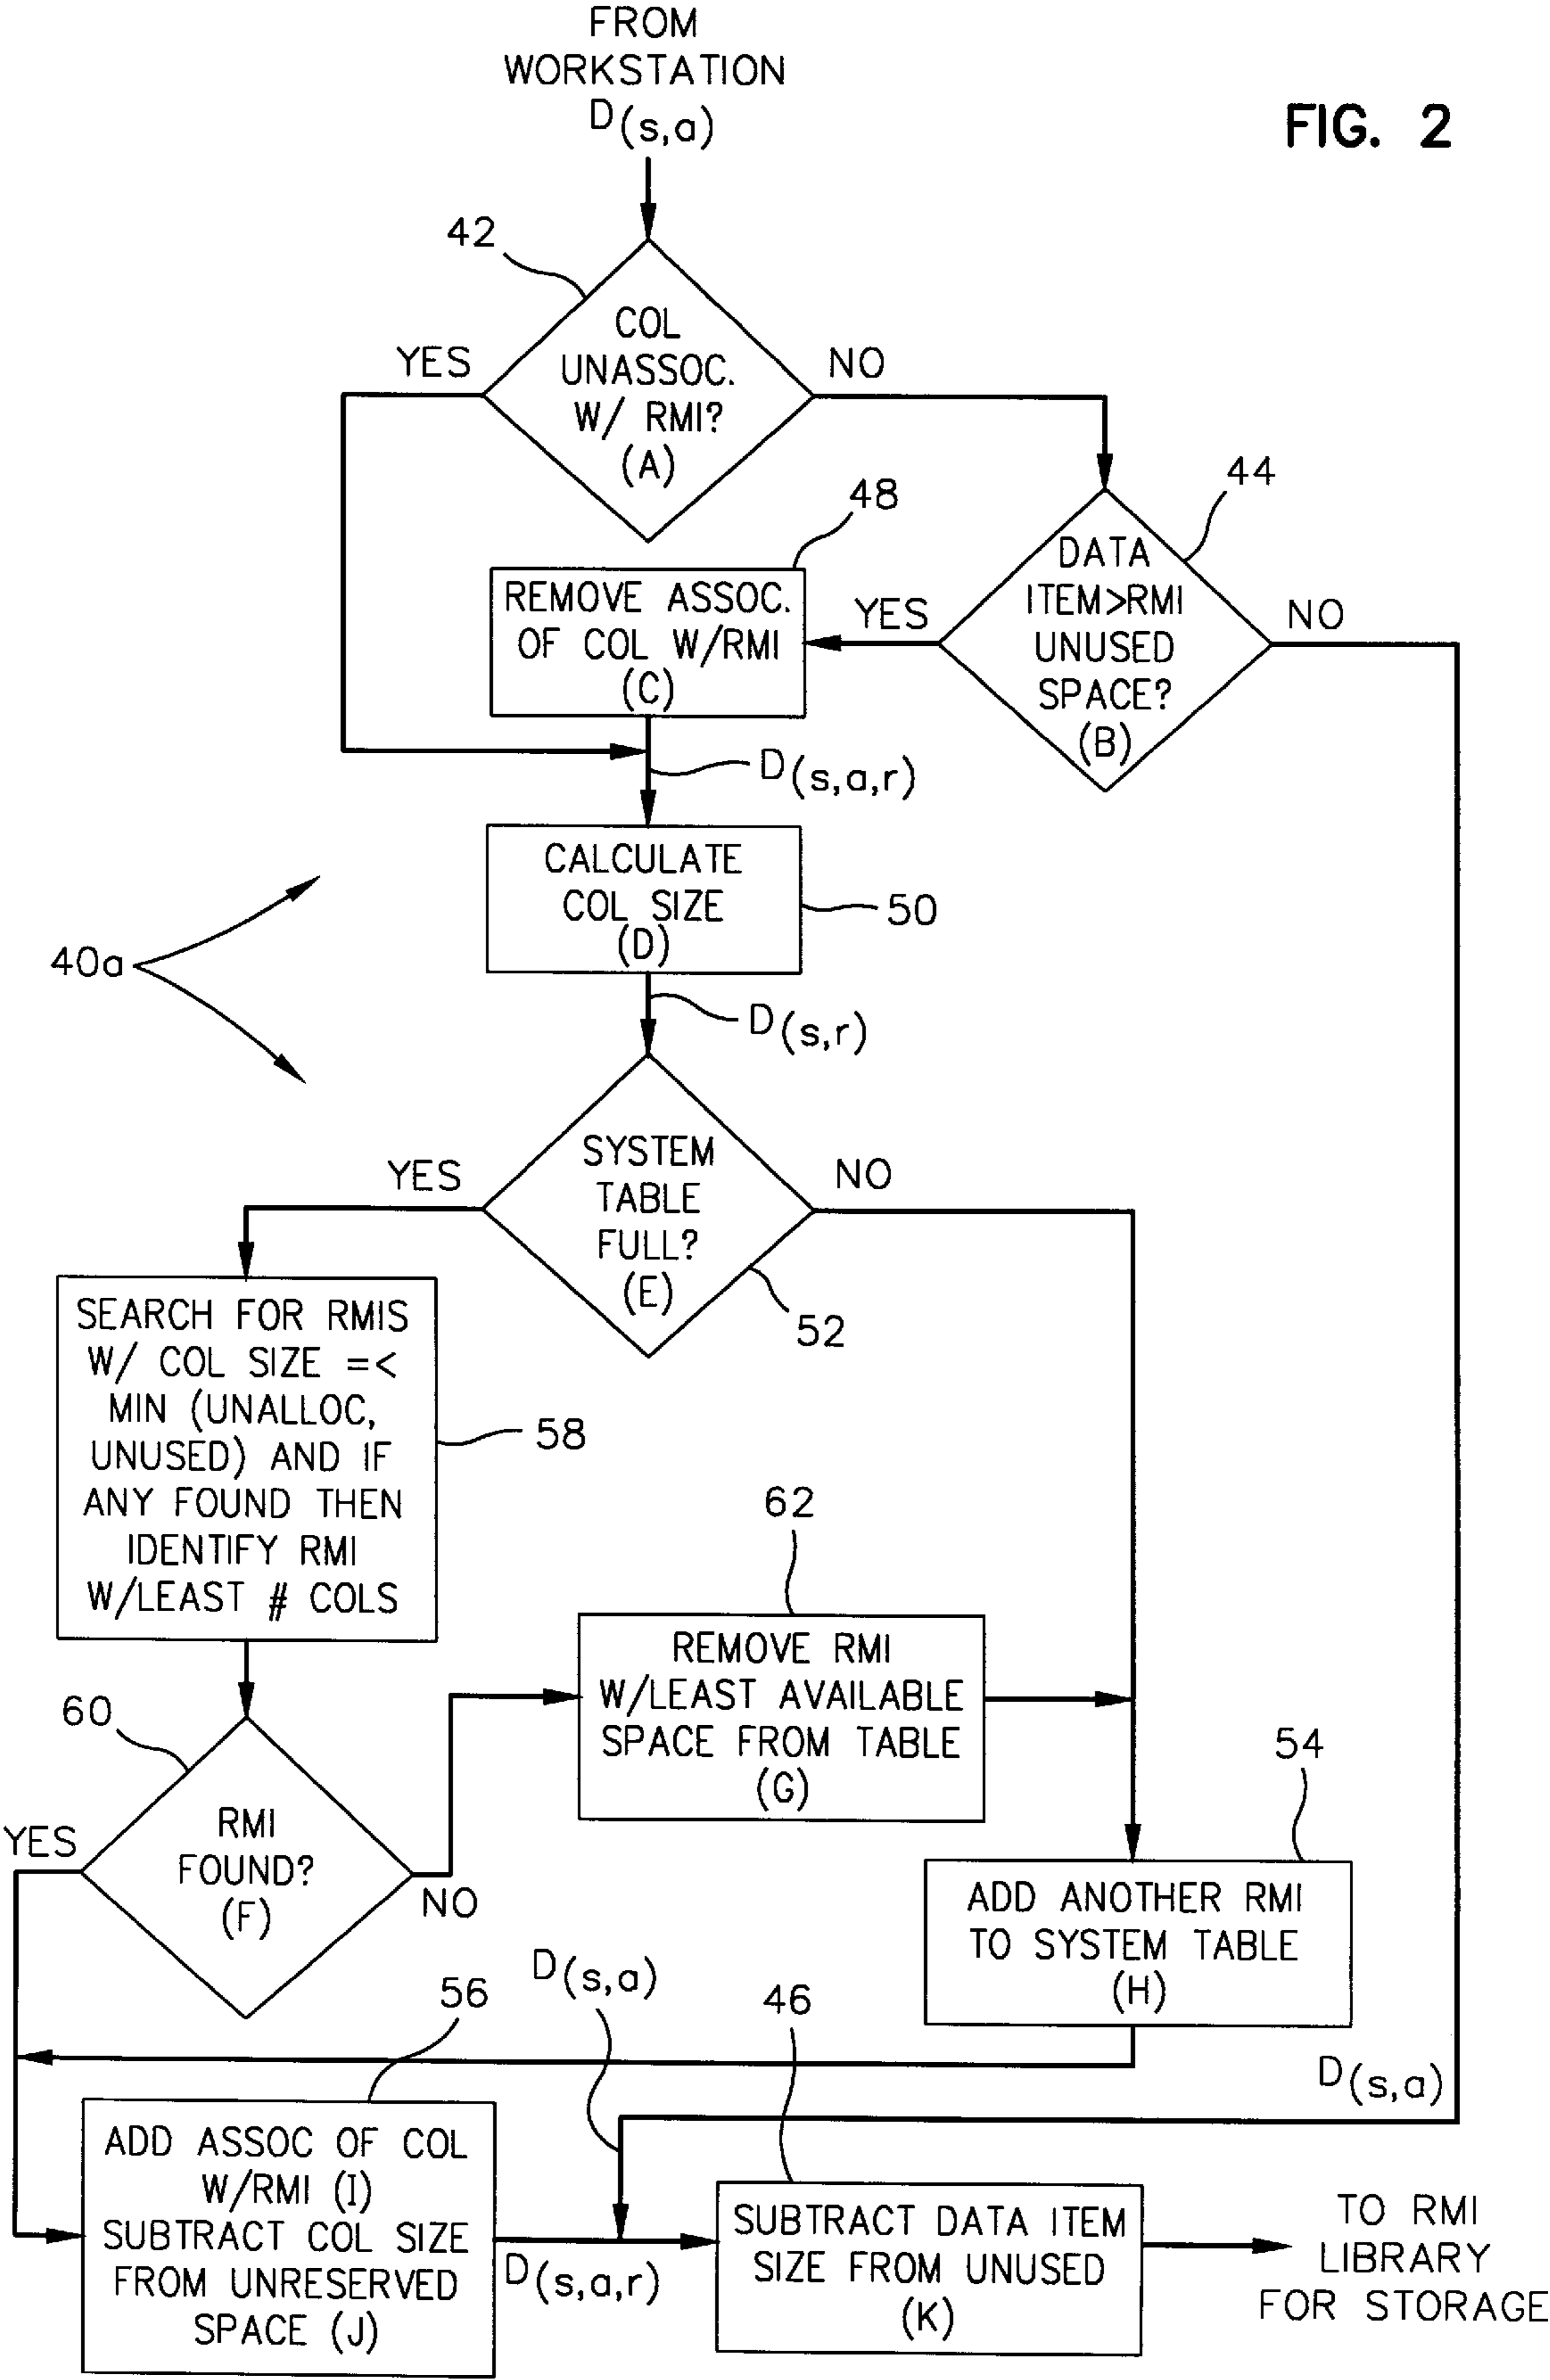 FROM
WORKSTATION
D(s,a)
FIG. 2
42
COL
UNASSOC.
W/ RMI?
(A)
YES
NO
44
DATA
ITEM>RMI
UNUSED
SPACE?
(B)
YES
NO
48
REMOVE ASSOC.
OF COL W/RMI
(C)
D(s,a,r)
CALCULATE
COL SIZE
(D)
50
40a
D(s,r)
SYSTEM
TABLE
FULL?
(E)
YES
NO
52
SEARCH FOR RMIS
W/ COL SIZE =<
MIN (UNALLOC,
UNUSED) AND IF
ANY FOUND THEN
IDENTIFY RMI
W/LEAST # COLS
58
62
REMOVE RMI
W/LEAST AVAILABLE
SPACE FROM TABLE
(G)
60
RMI
FOUND?
(F)
YES
NO
54
ADD ANOTHER RMI
TO SYSTEM TABLE
(H)
D(s,a)
56
46
D(s,a)
ADD ASSOC OF COL
W/RMI (I)
SUBTRACT COL SIZE
FROM UNRESERVED
SPACE (J)
D(s,a,r)
SUBTRACT DATA ITEM
SIZE FROM UNUSED
(K)
TO RMI
LIBRARY
FOR STORAGE